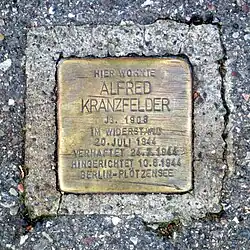 HIER WOHNTE
ALFRED
KRANZFELDER
JG. 1908
IM WIDERSTAND
20. JULI 1944
VERHAFTET 24.7.1944
HINGERICHTET 10.8.1944
BERLIN-PLÖTZENSEE